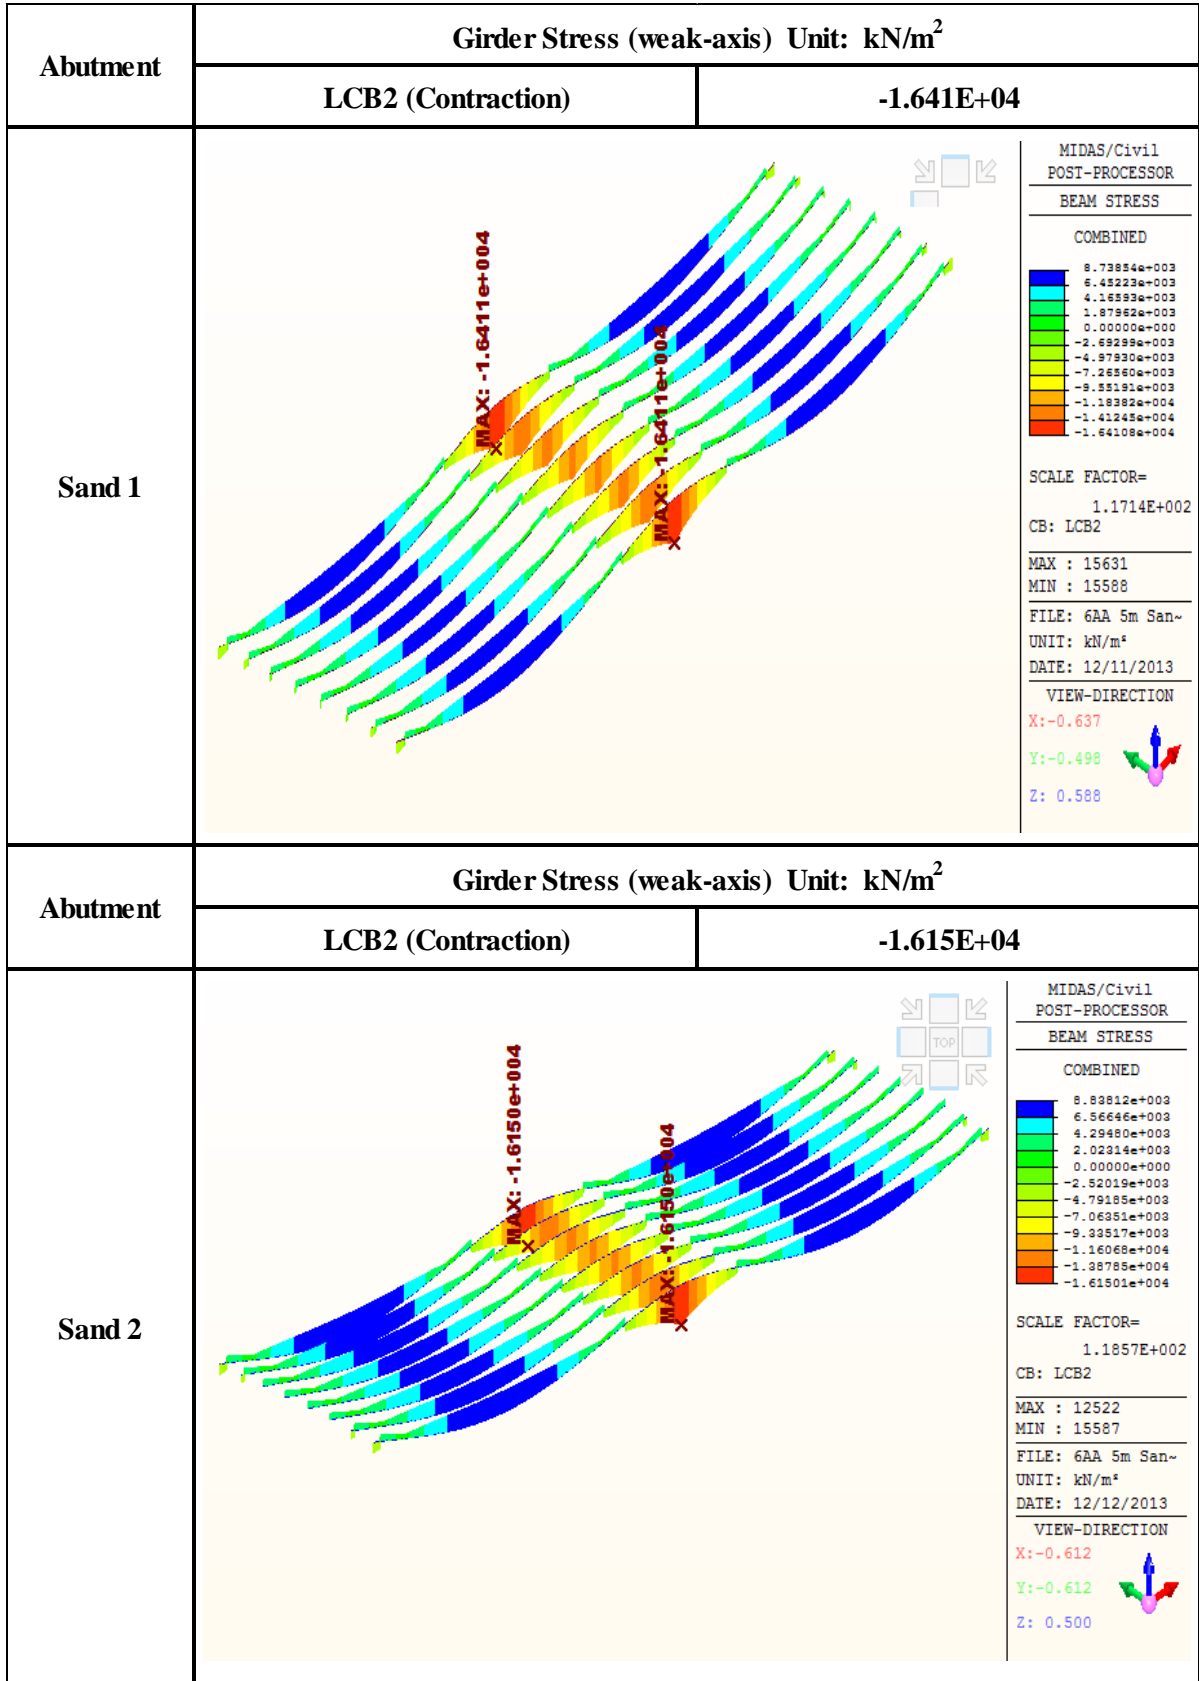 Abutment
Girder Stress (weak-axis) Unit: kN/m²
LCB2 (Contraction)
-1.641E+04
Sand 1
MAX: -1.6411e+004
MAX: -1.6411e+004
MIDAS/Civil
POST-PROCESSOR
BEAM STRESS
COMBINED
8.73854e+003
6.45223e+003
4.16593e+003
1.87962e+003
0.00000e+000
-2.69299e+003
-4.97930e+003
-7.26560e+003
-9.55191e+003
-1.18382e+004
-1.41245e+004
-1.64108e+004
SCALE FACTOR=
1.1714E+002
CB: LCB2
MAX : 15631
MIN : 15588
FILE: 6AA 5m San~
UNIT: kN/m²
DATE: 12/11/2013
VIEW-DIRECTION
X:-0.637
Y:-0.498
Z: 0.588
Abutment
Girder Stress (weak-axis) Unit: kN/m²
LCB2 (Contraction)
-1.615E+04
Sand 2
TOP
MAX: -1.6150e+004
MAX: -1.6150e+004
MIDAS/Civil
POST-PROCESSOR
BEAM STRESS
COMBINED
8.83812e+003
6.56646e+003
4.29480e+003
2.02314e+003
0.00000e+000
-2.52019e+003
-4.79185e+003
-7.06351e+003
-9.33517e+003
-1.16068e+004
-1.38785e+004
-1.61501e+004
SCALE FACTOR=
1.1857E+002
CB: LCB2
MAX : 12522
MIN : 15587
FILE: 6AA 5m San~
UNIT: kN/m²
DATE: 12/12/2013
VIEW-DIRECTION
X:-0.612
Y:-0.612
Z: 0.500